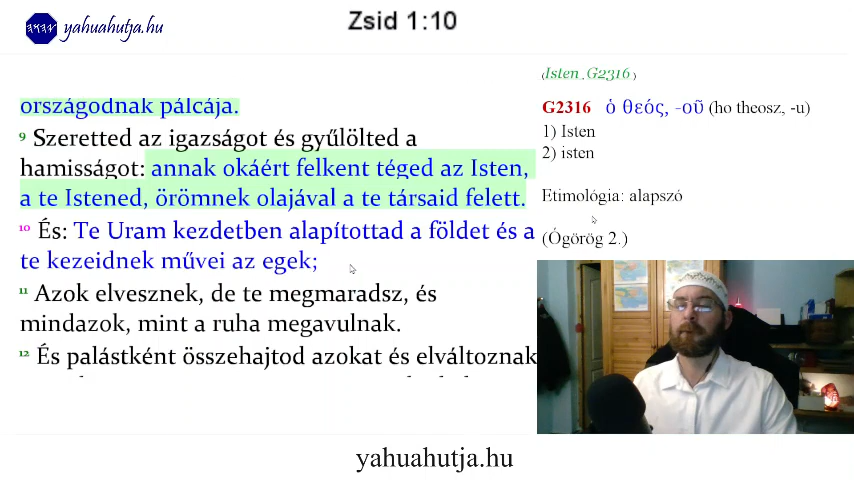 yahuahutja.hu
Zsid 1:10
országodnak pálcája.
9 Szeretted az igazságot és gyűlölted a
hamisságot: annak okáért felkent téged az Isten,
a te Istened, örömnek olajával a te társaid felett.
10 És: Te Uram kezdetben alapítottad a földet és a
te kezeidnek művei az egek;
11 Azok elvesznek, de te megmaradsz, és
mindazok, mint a ruha megavulnak.
12 És palástként összehajtod azokat és elváltoznak
(Isten , G2316 )
G2316 ὁ θεός, -οῦ (ho theosz, -u)
1) Isten
2) isten
Etimológia: alapszó
(Ógörög 2.)
yahuahutja.hu